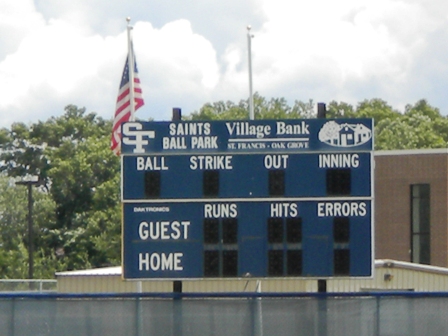 SF SAINTS BALL PARK
Village Bank
ST. FRANCIS - OAK GROVE
BALL STRIKE OUT INNING
DAKTRONICS
RUNS HITS ERRORS
GUEST
HOME